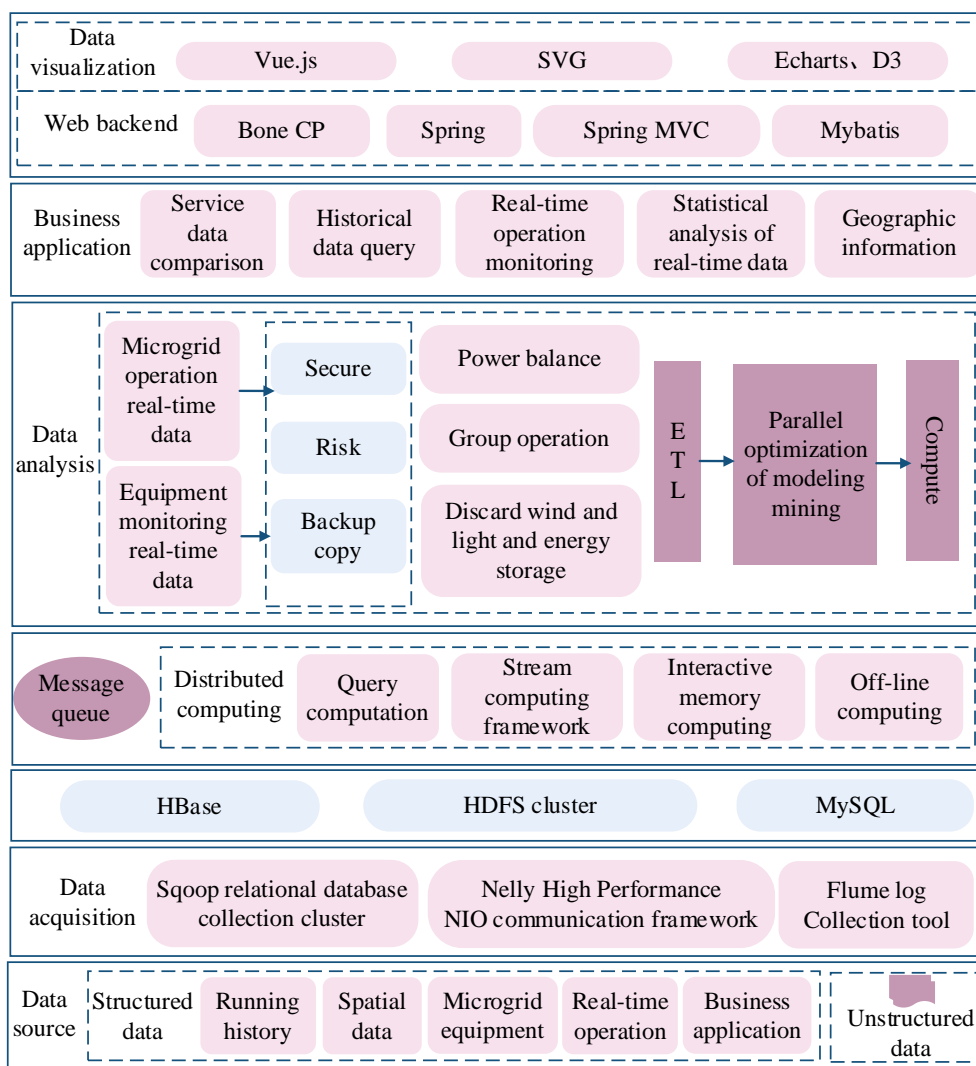 Data
visualization
Vue.js
SVG
Echarts、D3
Web backend
Bone CP
Spring
Spring MVC
Mybatis
Business
application
Service
data
comparison
Historical
data query
Real-time
operation
monitoring
Statistical
analysis of
real-time data
Geographic
information
Data
analysis
Microgrid
operation
real-time
data
Equipment
monitoring
real-time
data
Secure
Risk
Backup
copy
Power balance
Group operation
Discard wind and
light and energy
storage
E
T
L
Parallel
optimization
of modeling
mining
Compute
Message
queue
Distributed
computing
Query
computation
Stream
computing
framework
Interactive
memory
computing
Off-line
computing
HBase
HDFS cluster
MySQL
Data
acquisition
Sqoop relational database
collection cluster
Nelly High Performance
NIO communication framework
Flume log
Collection tool
Data
source
Structured
data
Running
history
Spatial
data
Microgrid
equipment
Real-time
operation
Business
application
Unstructured
data